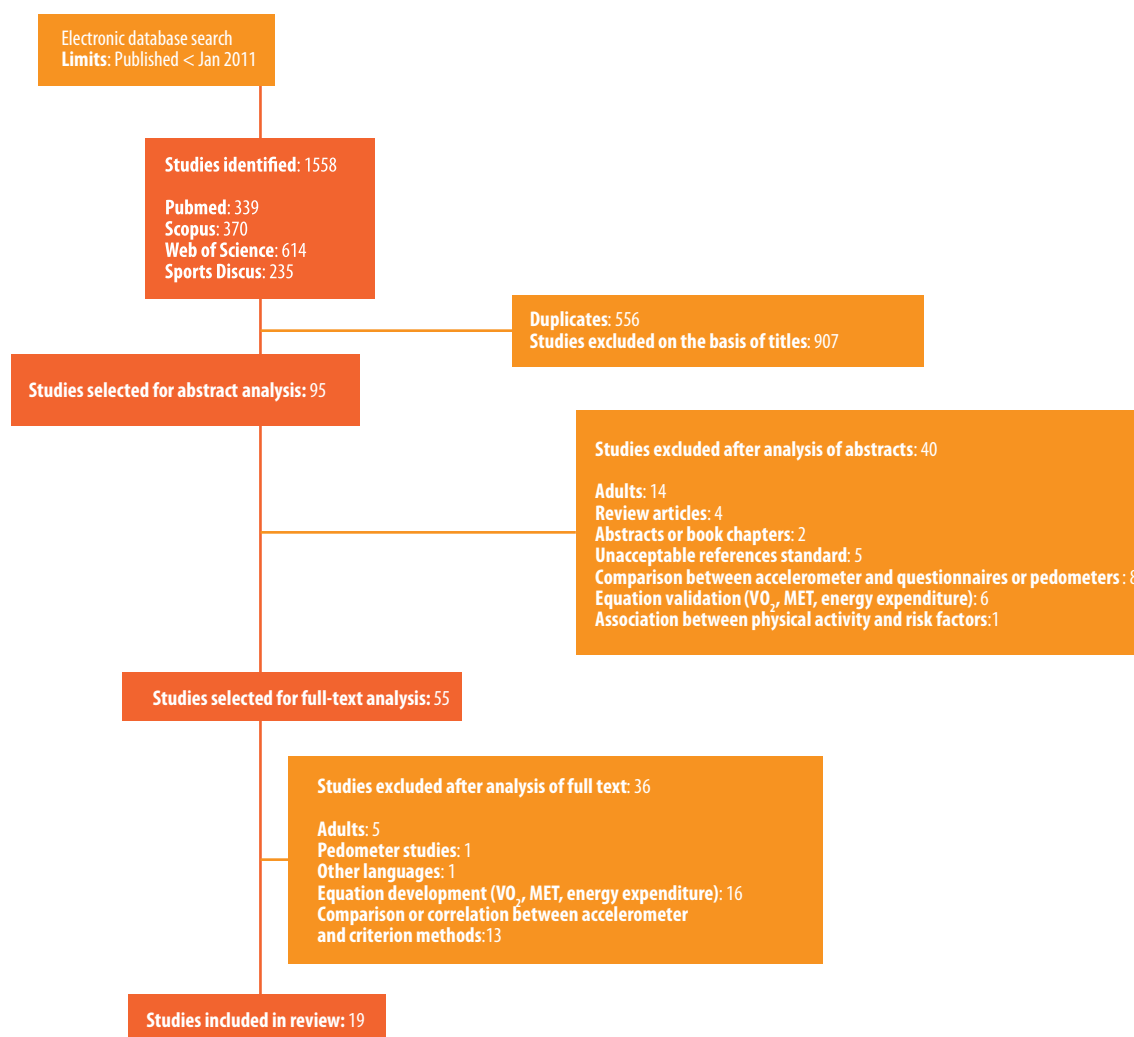 Electronic database search
Limits: Published < Jan 2011
Studies identified: 1558
Pubmed: 339
Scopus: 370
Web of Science: 614
Sports Discus: 235
Duplicates: 556
Studies excluded on the basis of titles: 907
Studies selected for abstract analysis: 95
Studies excluded after analysis of abstracts: 40
Adults: 14
Review articles: 4
Abstracts or book chapters: 2
Unacceptable references standard: 5
Comparison between accelerometer and questionnaires or pedometers : 8
Equation validation (VO2, MET, energy expenditure): 6
Association between physical activity and risk factors:1
Studies selected for full-text analysis: 55
Studies excluded after analysis of full text: 36
Adults: 5
Pedometer studies: 1
Other languages: 1
Equation development (VO2, MET, energy expenditure): 16
Comparison or correlation between accelerometer
and criterion methods:13
Studies included in review: 19